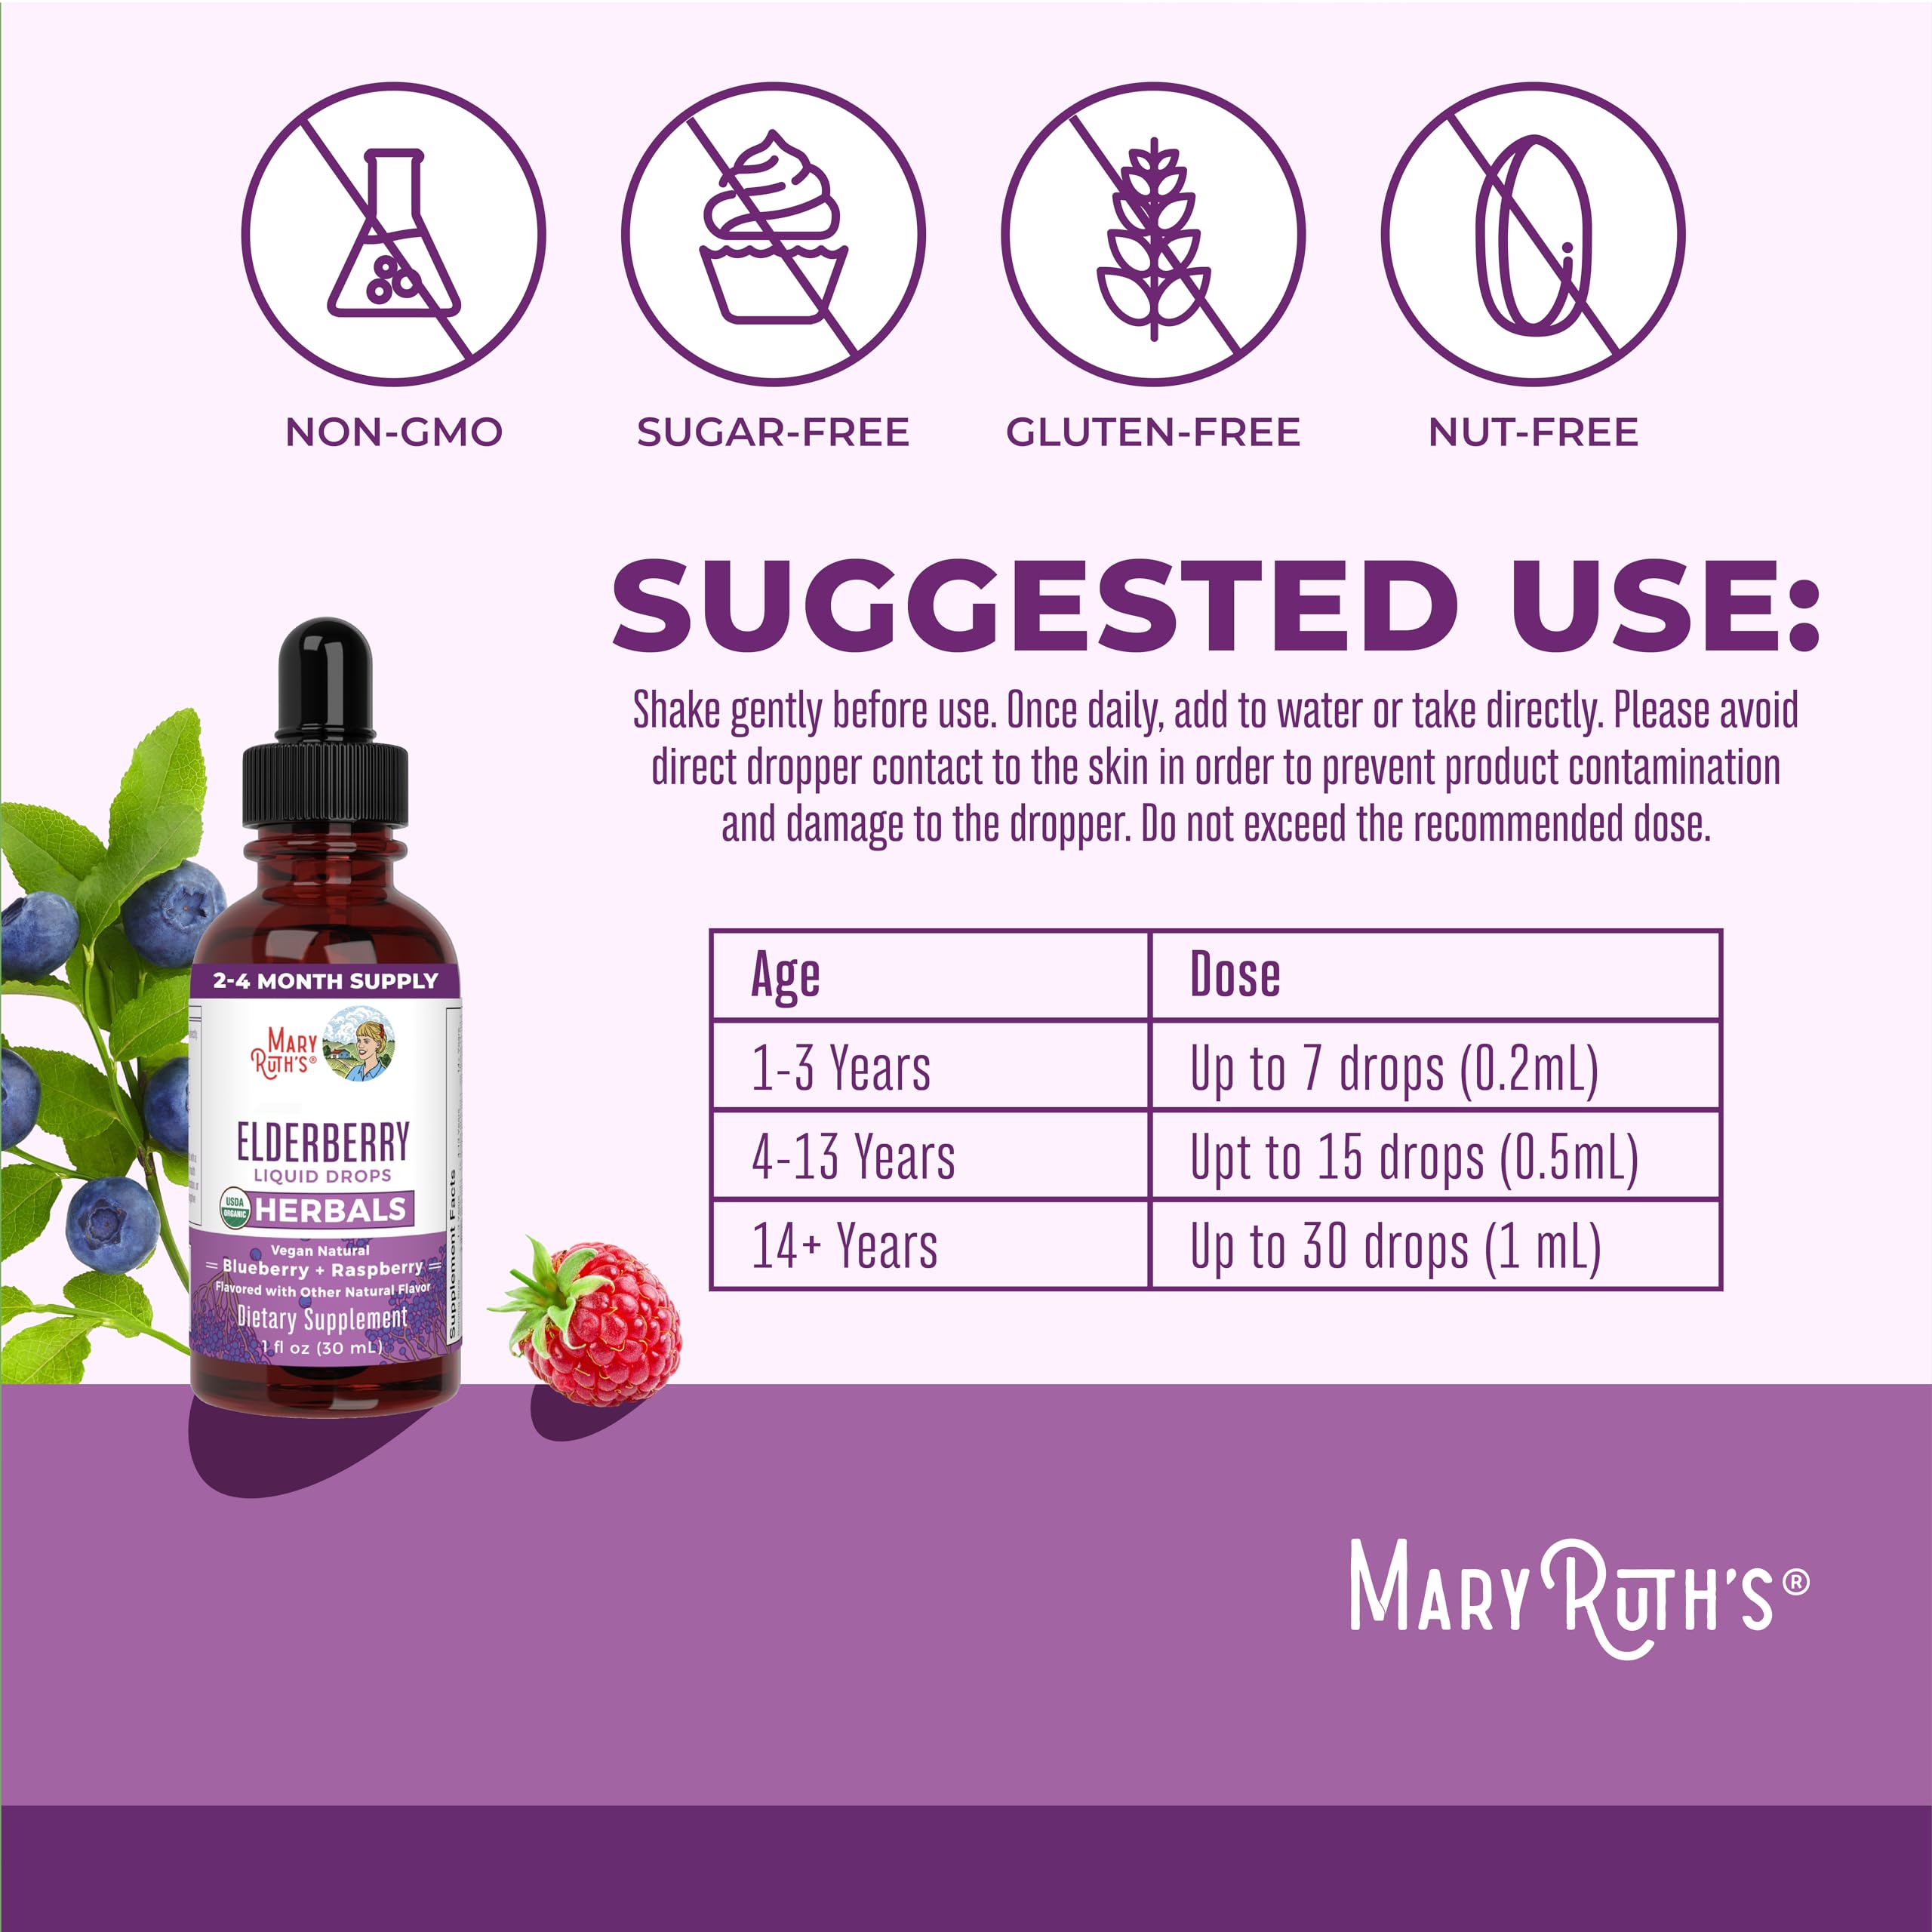 NON-GMO SUGAR-FREE GLUTEN-FREE NUT-FREE
SUGGESTED USE:
Shake gently before use. Once daily, add to water or take directly. Please avoid
direct dropper contact to the skin in order to prevent product contamination
and damage to the dropper. Do not exceed the recommended dose.
Age Dose
1-3 Years Up to 7 drops (0.2mL)
4-13 Years Upt to 15 drops (0.5mL)
14+ Years Up to 30 drops (1 mL)
2-4 MONTH SUPPLY
MARY
RUTH'S®
ELDERBERRY
LIQUID DROPS
USDA
ORGANIC
HERBALS
Vegan Natural
Blueberry + Raspberry
Flavored with Other Natural Flavor
Dietary Supplement
1 fl oz (30 mL)
Supplement Facts
MARYRUTH'S®